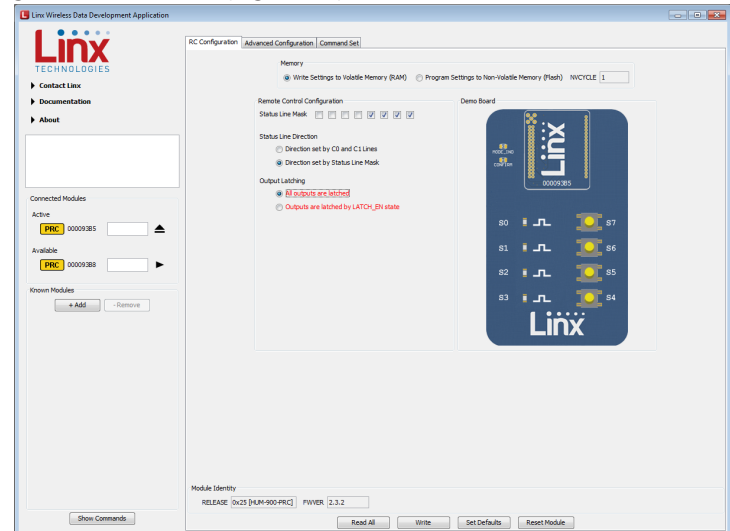 Linx Wireless Data Development Application
Linx
TECHNOLOGIES
Contact Linx
Documentation
About
Connected Modules
Active
PRC 000093B5
Available
PRC 000093B8
Known Modules
+ Add - Remove
Show Commands
RC Configuration Advanced Configuration Command Set
Memory
Write Settings to Volatile Memory (RAM) Program Settings to Non-Volatile Memory (Flash) NVCYCLE 1
Remote Control Configuration
Status Line Mask
Status Line Direction
Direction set by C0 and C1 Lines
Direction set by Status Line Mask
Output Latching
All outputs are latched
Outputs are latched by LATCH_EN state
Demo Board
Linx
MODE_IND
CONFIRM
000093B5
S0 S7
S1 S6
S2 S5
S3 S4
Linx
Module Identity
RELEASE 0x25 [HUM-900-PRC] FWVER 2.3.2
Read All Write Set Defaults Reset Module